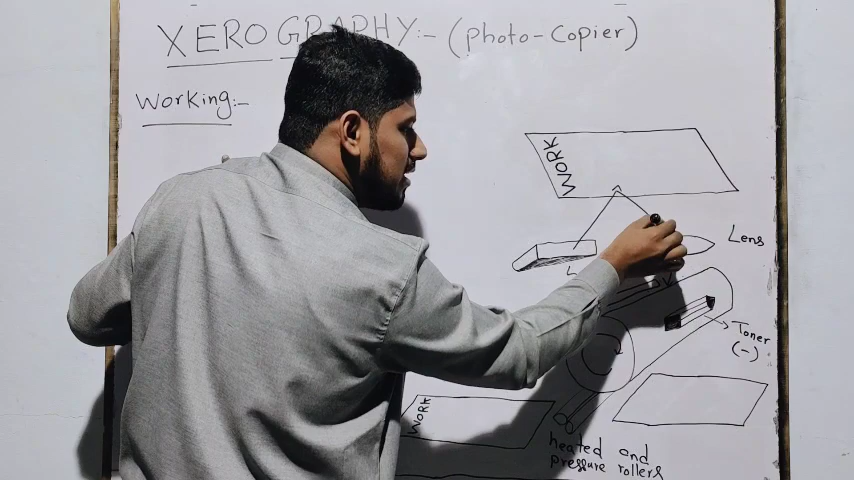 XEROGRAPHY:- (Photo-Copier)
Working:-
WORK
Lens
Toner
(-)
WORK
heated and
pressure rollers